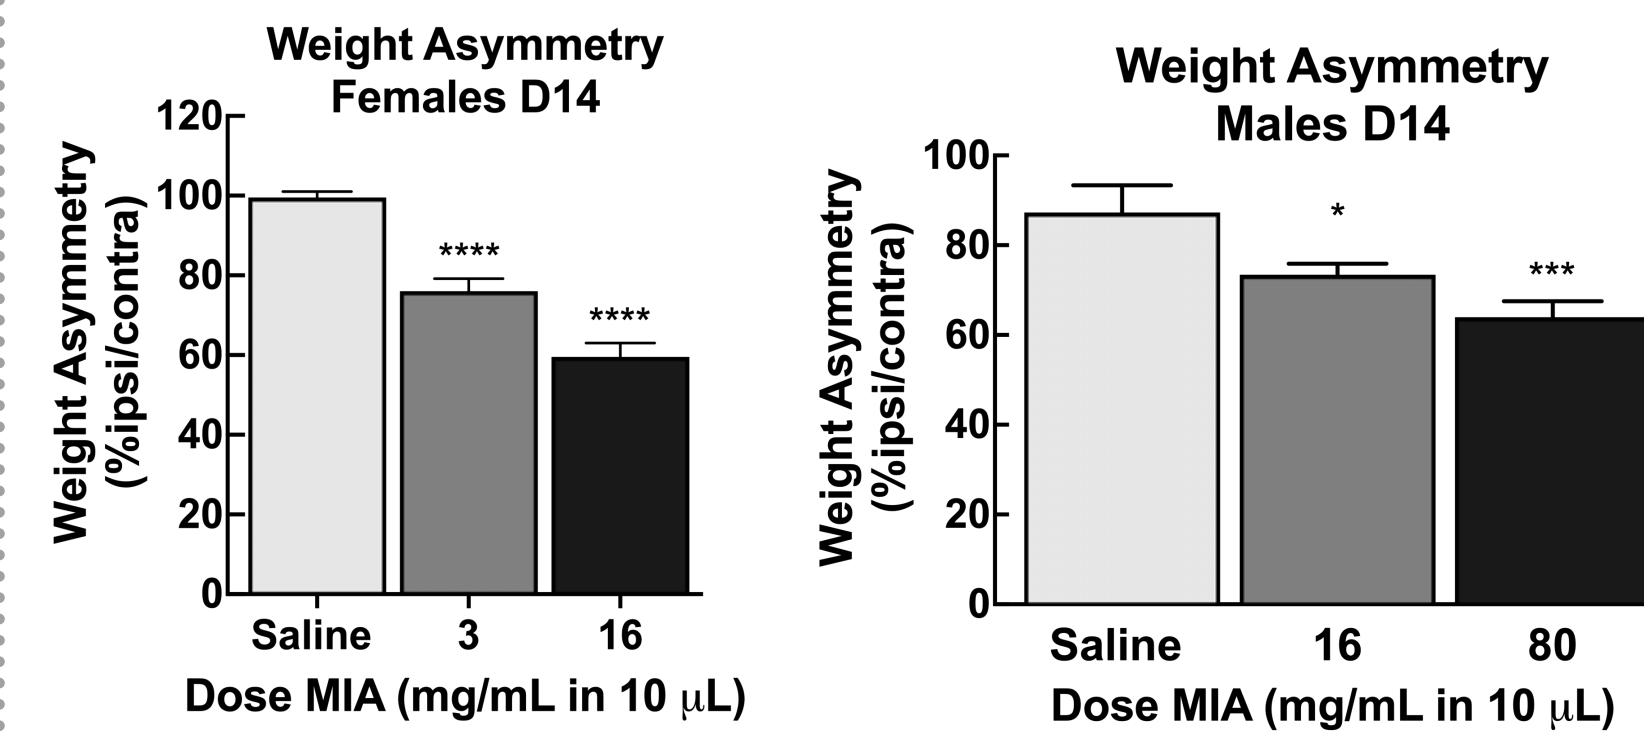 Weight Asymmetry
Females D14
Weight Asymmetry
(%ipsi/contra)
120
100
80
60
40
20
0
****
****
Saline 3 16
Dose MIA (mg/mL in 10 μL)
Weight Asymmetry
Males D14
Weight Asymmetry
(%ipsi/contra)
100
80
60
40
20
0
*
***
Saline 16 80
Dose MIA (mg/mL in 10 μL)